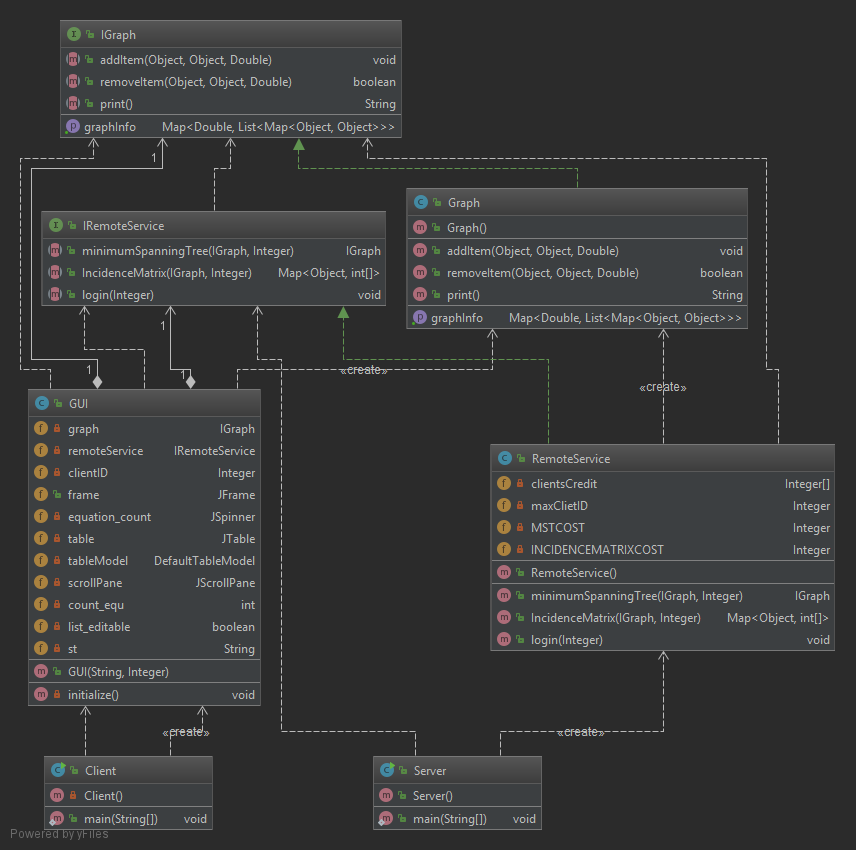 IGraph
addItem(Object, Object, Double) void
removeItem(Object, Object, Double) boolean
print() String
graphInfo Map<Double, List<Map<Object, Object>>>
1
IRemoteService
minimumSpanningTree(IGraph, Integer) IGraph
IncidenceMatrix(IGraph, Integer) Map<Object, int[]>
login(Integer) void
Graph
Graph()
addItem(Object, Object, Double) void
removeItem(Object, Object, Double) boolean
print() String
graphInfo Map<Double, List<Map<Object, Object>>>
1
1
1
«create»
«create»
GUI
graph IGraph
remoteService IRemoteService
clientID Integer
frame JFrame
equation_count JSpinner
table JTable
tableModel DefaultTableModel
scrollPane JScrollPane
count_equ int
list_editable boolean
st String
GUI(String, Integer)
initialize() void
RemoteService
clientsCredit Integer[]
maxClietID Integer
MSTCOST Integer
INCIDENCEMATRIXCOST Integer
RemoteService()
minimumSpanningTree(IGraph, Integer) IGraph
IncidenceMatrix(IGraph, Integer) Map<Object, int[]>
login(Integer) void
«create»
«create»
Client
Client()
main(String[]) void
Server
Server()
main(String[]) void
Powered by yFiles